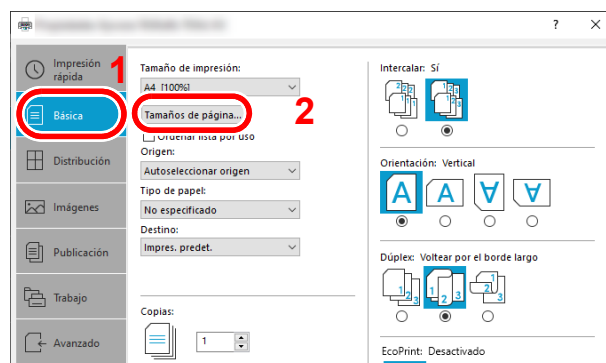 ?
Impresión
rápida
1
Básica
Distribución
Imágenes
Publicación
Trabajo
Avanzado
Tamaño de impresión:
A4 [100%]
Tamaños de página...
2
Ordenar lista por uso
Origen:
Autoseleccionar origen
Tipo de papel:
No especificado
Destino:
Impres. predet.
Copias:
1
Intercalar: Sí
Orientación: Vertical
A A A A
Dúplex: Voltear por el borde largo
EcoPrint: Desactivado